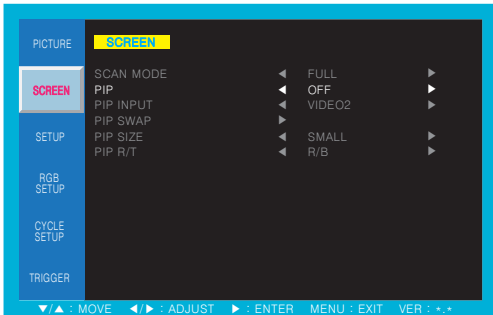 PICTURE
SCREEN
SETUP
RGB
SETUP
CYCLE
SETUP
TRIGGER
SCREEN
SCAN MODE ◀ FULL ▶
PIP ◀ OFF ▶
PIP INPUT ◀ VIDEO2 ▶
PIP SWAP ▶
PIP SIZE ◀ SMALL ▶
PIP R/T ◀ R/B ▶
▼/▲ : MOVE ◀/▶ : ADJUST ▶ : ENTER MENU : EXIT VER : *.*